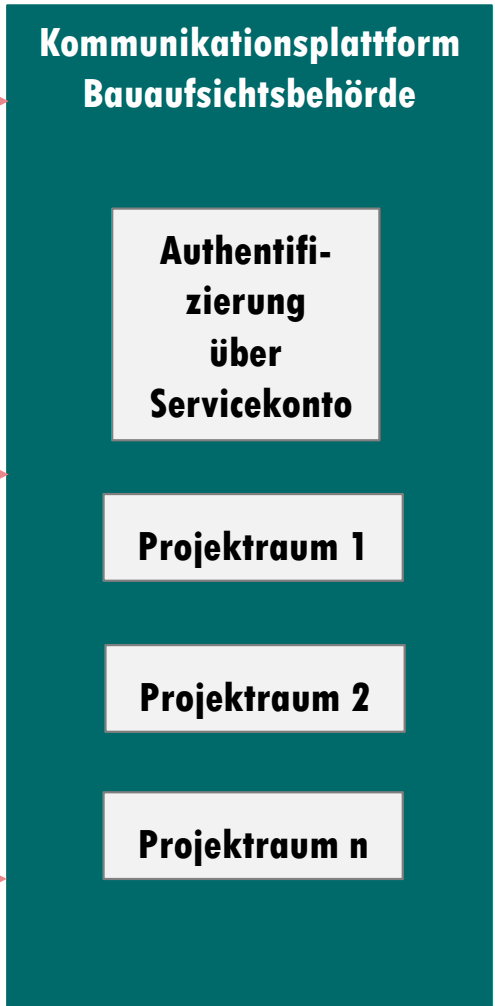 Kommunikationsplattform
Bauaufsichtsbehörde
Authentifi-
zierung
über
Servicekonto
Projektraum 1
Projektraum 2
Projektraum n